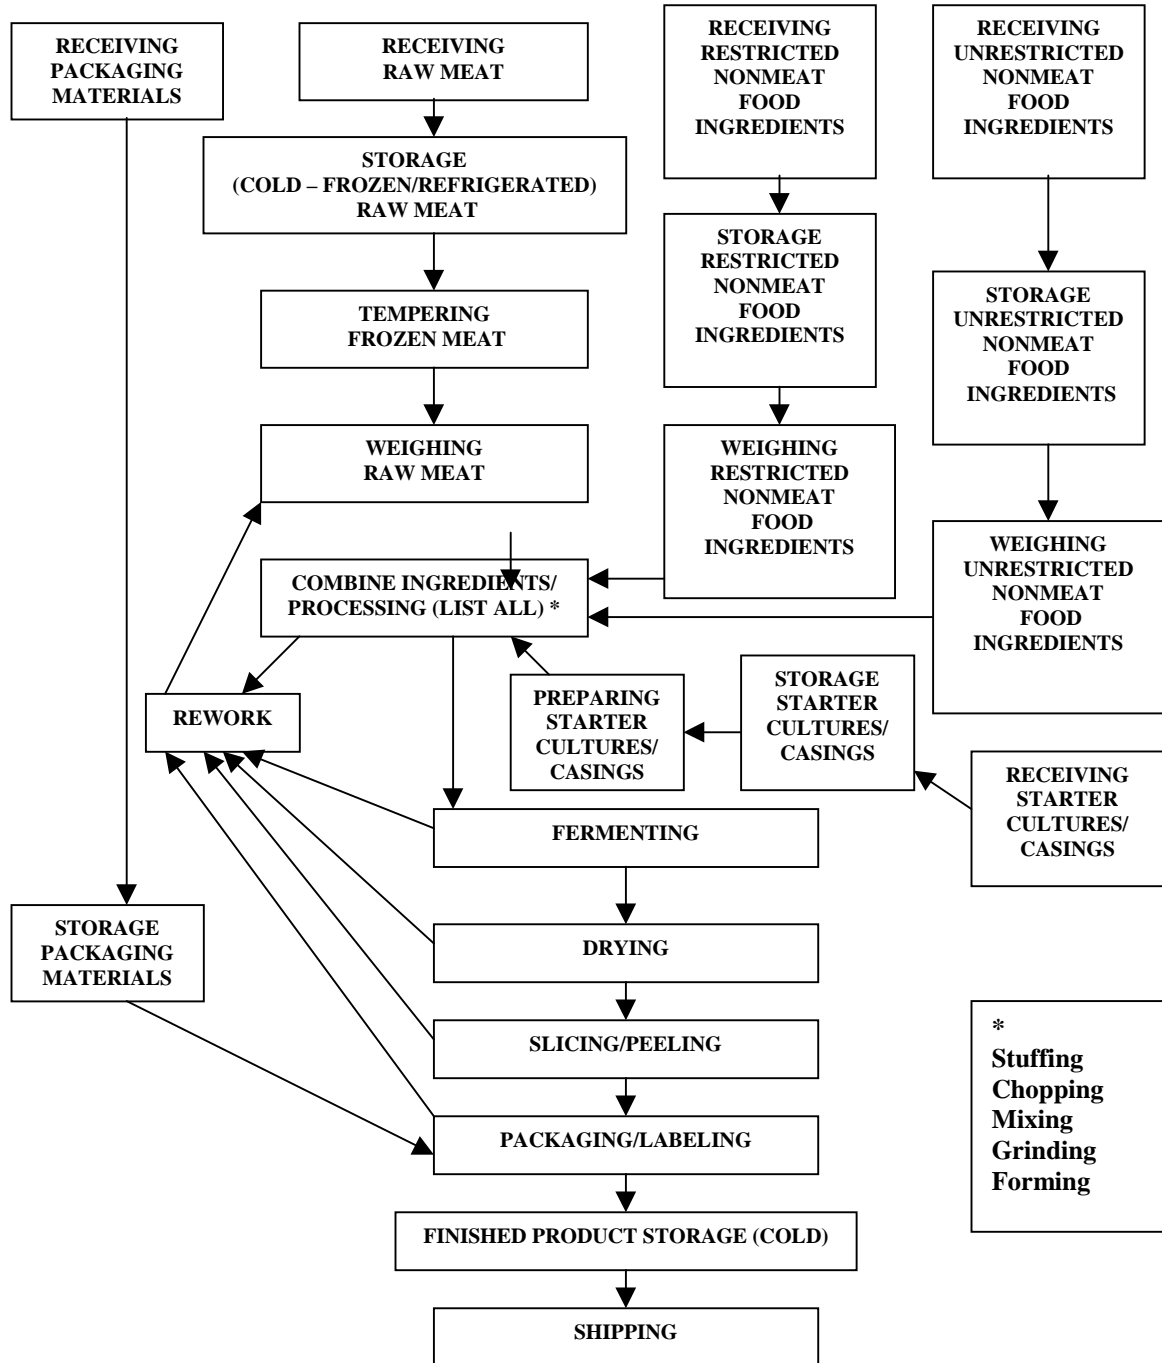 RECEIVING
PACKAGING
MATERIALS
RECEIVING
RAW MEAT
RECEIVING
RESTRICTED
NONMEAT
FOOD
INGREDIENTS
RECEIVING
UNRESTRICTED
NONMEAT
FOOD
INGREDIENTS
STORAGE
(COLD – FROZEN/REFRIGERATED)
RAW MEAT
STORAGE
RESTRICTED
NONMEAT
FOOD
INGREDIENTS
STORAGE
UNRESTRICTED
NONMEAT
FOOD
INGREDIENTS
TEMPERING
FROZEN MEAT
WEIGHING
RAW MEAT
WEIGHING
RESTRICTED
NONMEAT
FOOD
INGREDIENTS
WEIGHING
UNRESTRICTED
NONMEAT
FOOD
INGREDIENTS
COMBINE INGREDIENTS/
PROCESSING (LIST ALL) *
REWORK
PREPARING
STARTER
CULTURES/
CASINGS
STORAGE
STARTER
CULTURES/
CASINGS
RECEIVING
STARTER
CULTURES/
CASINGS
FERMENTING
STORAGE
PACKAGING
MATERIALS
DRYING
SLICING/PEELING
PACKAGING/LABELING
FINISHED PRODUCT STORAGE (COLD)
SHIPPING
*
Stuffing
Chopping
Mixing
Grinding
Forming